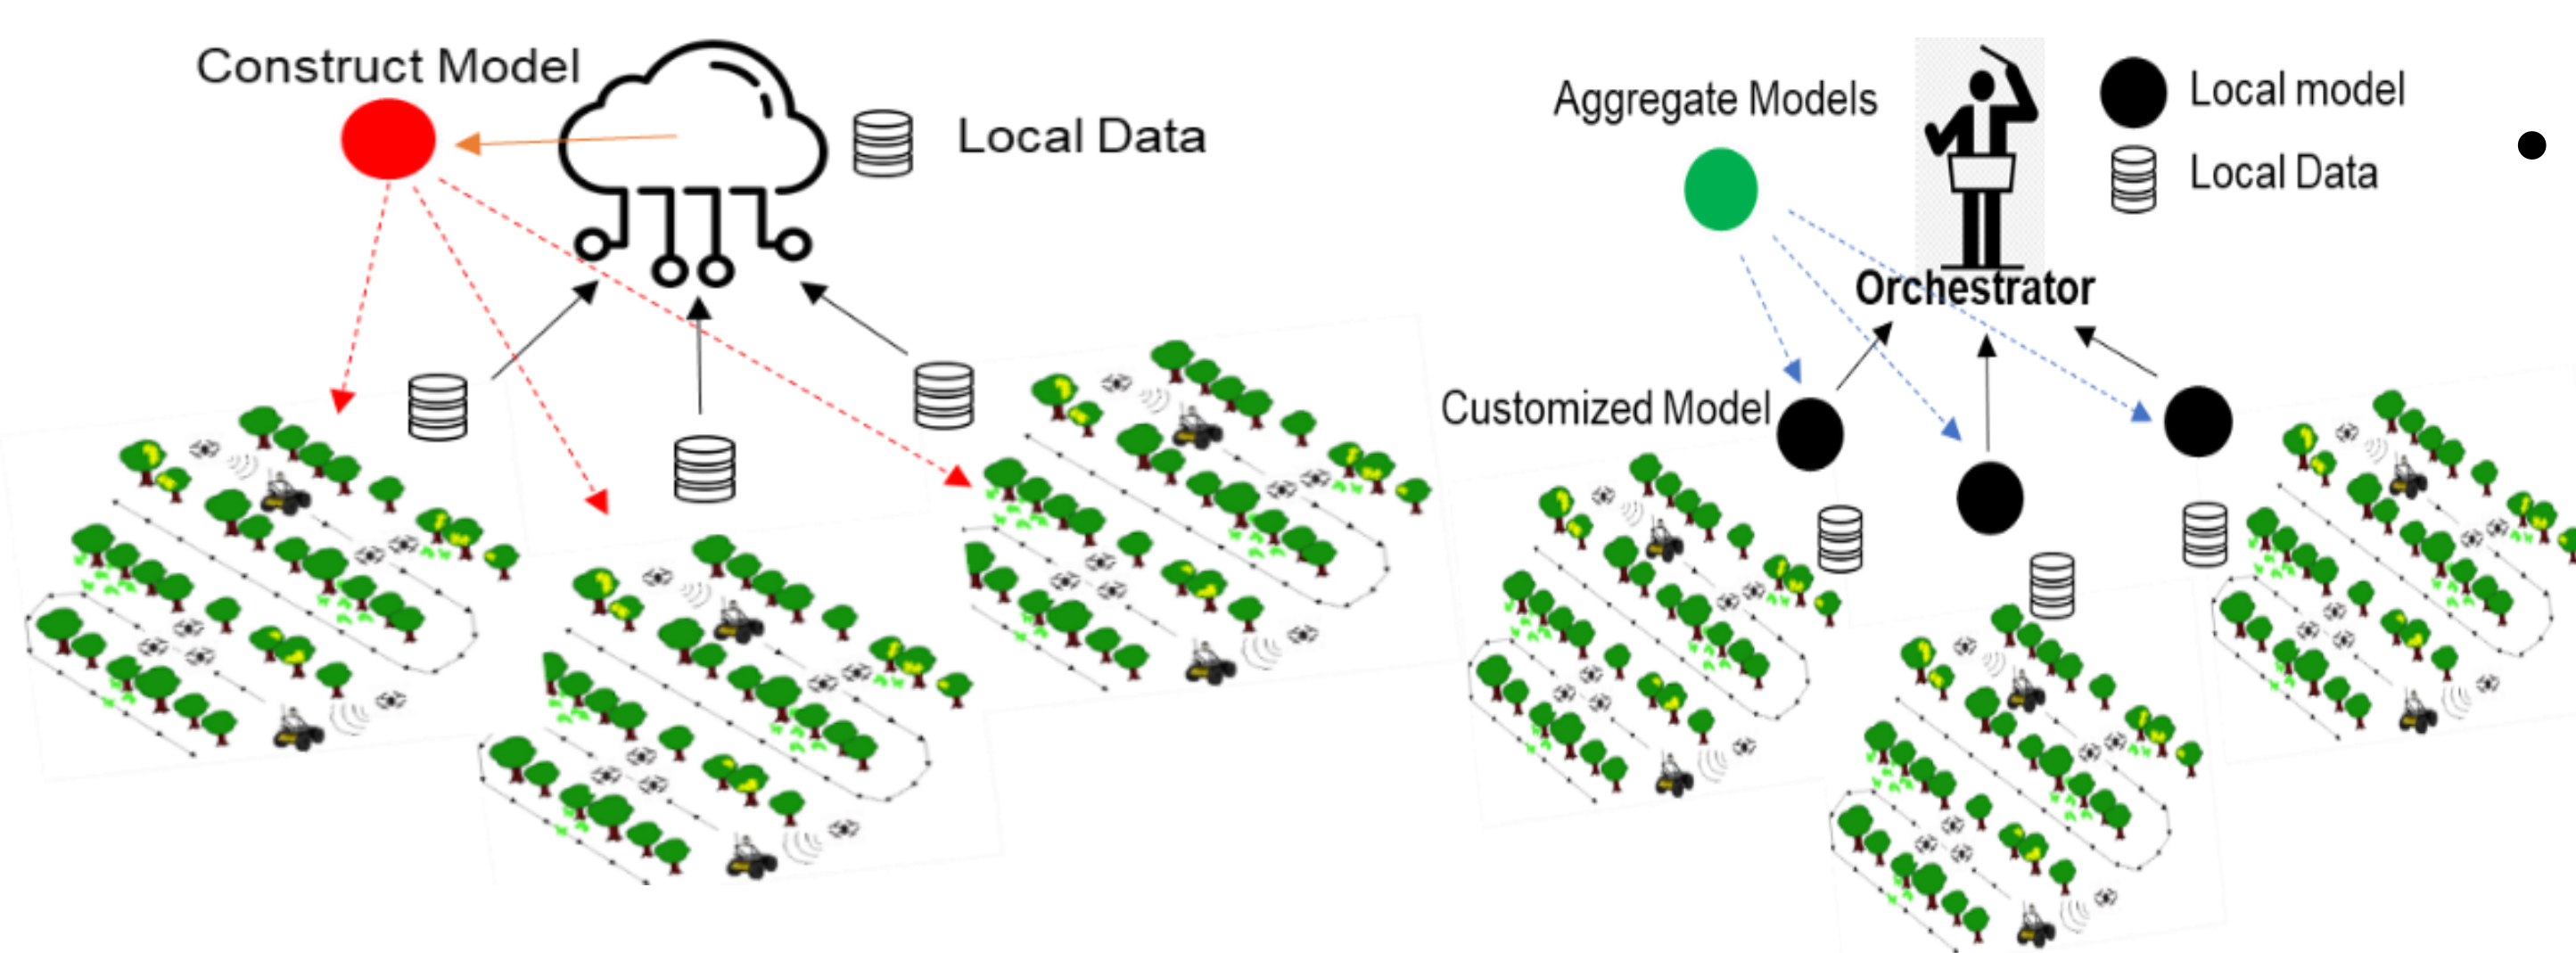 Construct Model
Local Data
Aggregate Models
Local model
Local Data
Orchestrator
Customized Model